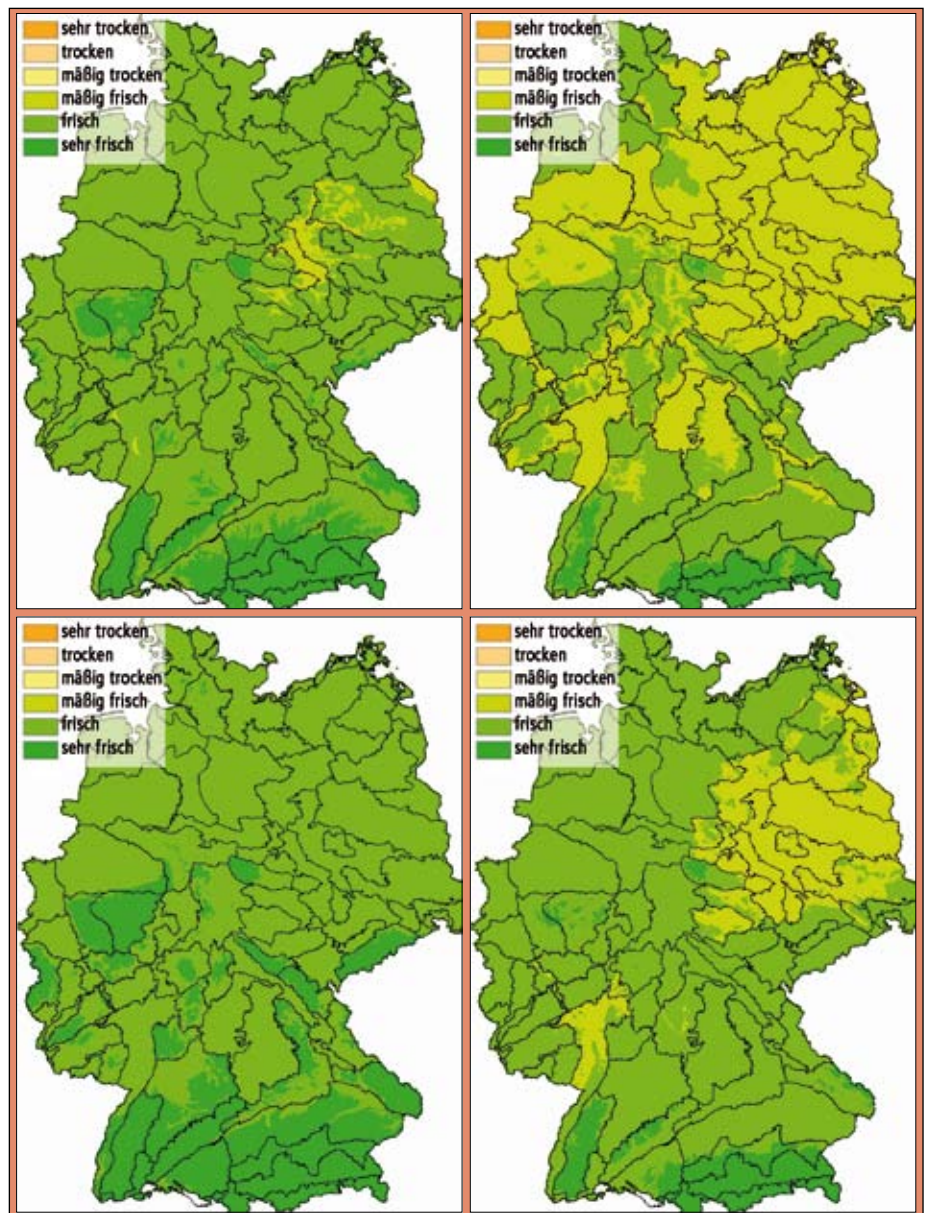 sehr trocken
trocken
mäßig trocken
mäßig frisch
frisch
sehr frisch
sehr trocken
trocken
mäßig trocken
mäßig frisch
frisch
sehr frisch
sehr trocken
trocken
mäßig trocken
mäßig frisch
frisch
sehr frisch
sehr trocken
trocken
mäßig trocken
mäßig frisch
frisch
sehr frisch